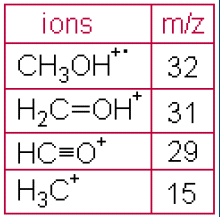 ions m/z
CH₃OH⁺• 32
H₂C=OH⁺ 31
HC≡O⁺ 29
H₃C⁺ 15